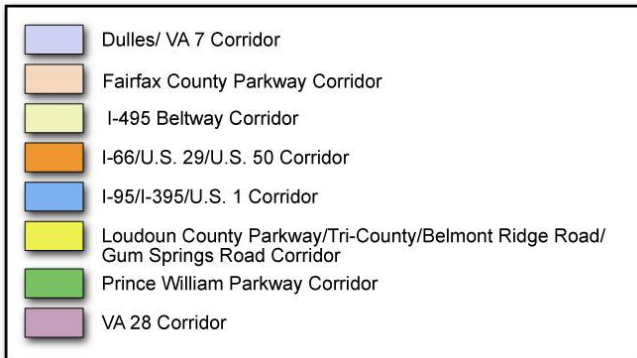 Dulles/ VA 7 Corridor
Fairfax County Parkway Corridor
I-495 Beltway Corridor
I-66/U.S. 29/U.S. 50 Corridor
I-95/I-395/U.S. 1 Corridor
Loudoun County Parkway/Tri-County/Belmont Ridge Road/
Gum Springs Road Corridor
Prince William Parkway Corridor
VA 28 Corridor